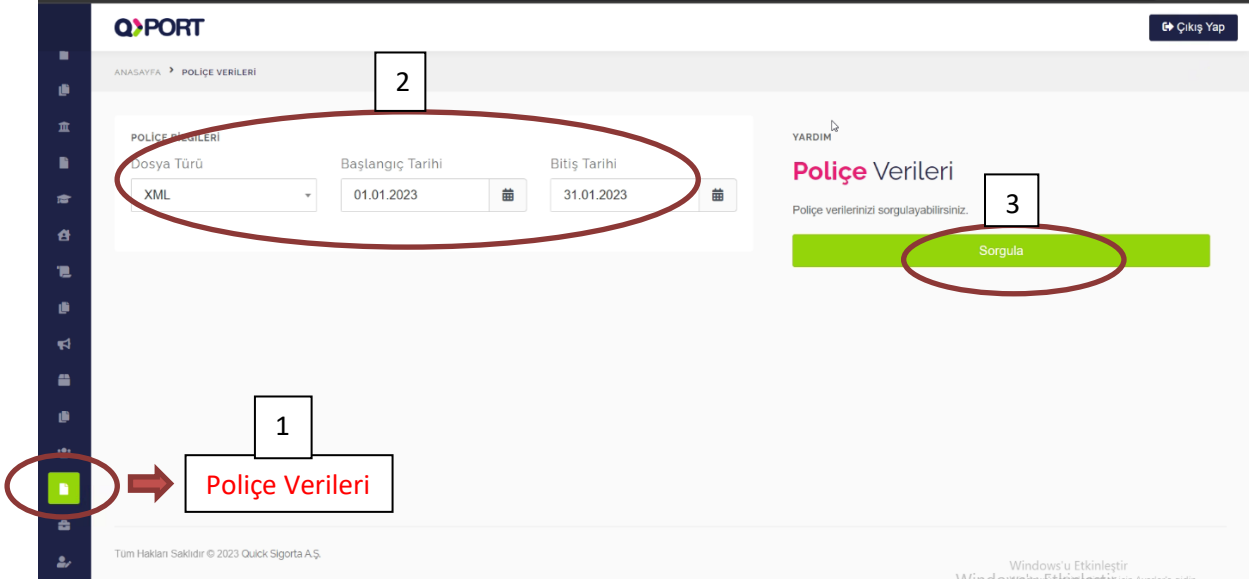 Q>PORT
Çıkış Yap
ANASAYFA > POLİÇE VERİLERİ
2
POLİÇE BİLGİLERİ
Dosya Türü Başlangıç Tarihi Bitiş Tarihi
XML 01.01.2023 31.01.2023
YARDIM
Poliçe Verileri
Poliçe verilerinizi sorgulayabilirsiniz.
3
Sorgula
1
Poliçe Verileri
Tüm Hakları Saklıdır © 2023 Quick Sigorta A.Ş.
Windows'u Etkinleştir